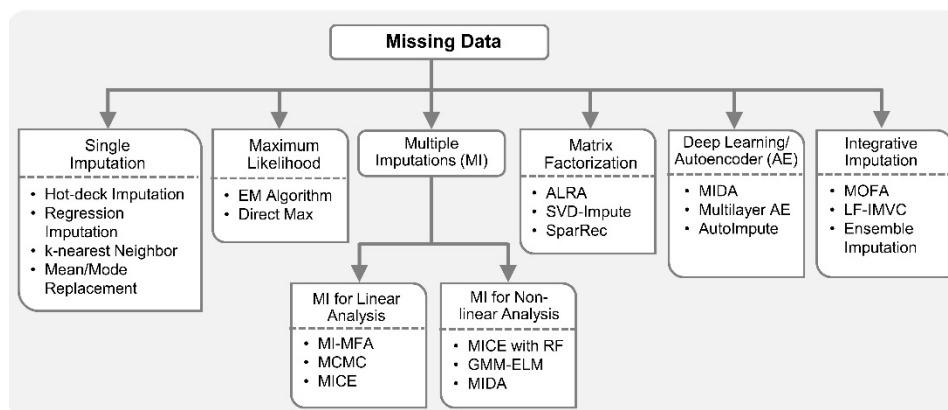 Missing Data
Single
Imputation
• Hot-deck Imputation
• Regression
Imputation
• k-nearest Neighbor
• Mean/Mode
Replacement
Maximum
Likelihood
• EM Algorithm
• Direct Max
Multiple
Imputations (MI)
MI for Linear
Analysis
• MI-MFA
• MCMC
• MICE
MI for Non-
linear Analysis
• MICE with RF
• GMM-ELM
• MIDA
Matrix
Factorization
• ALRA
• SVD-Impute
• SparRec
Deep Learning/
Autoencoder (AE)
• MIDA
• Multilayer AE
• AutoImpute
Integrative
Imputation
• MOFA
• LF-IMVC
• Ensemble
Imputation